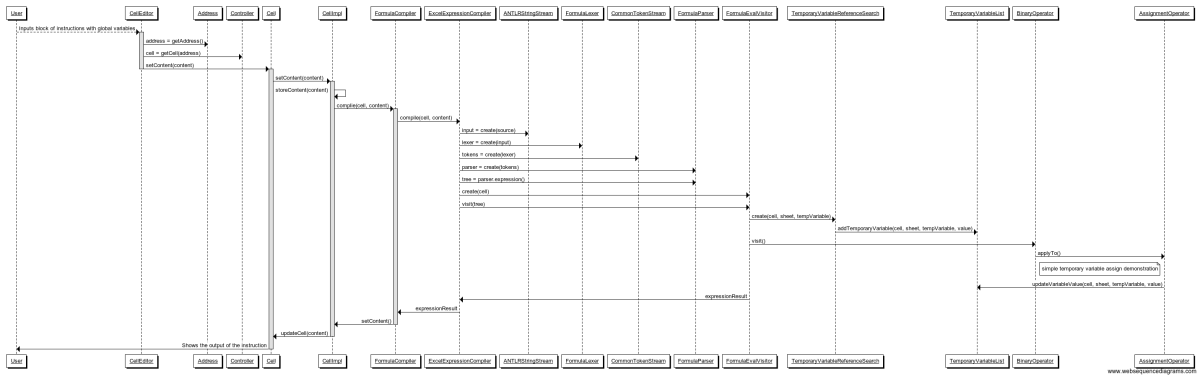 User CellEditor Address Controller Cell CellImpl FormulaCompiler ExcelExpressionCompiler ANTLRStringStream FormulaLexer CommonTokenStream FormulaParser FormulaEvalVisitor TemporaryVariableReferenceSearch TemporaryVariableList BinaryOperator AssignmentOperator
Inputs block of instructions with global variables
address = getAddress()
cell = getCell(address)
setContent(content)
setContent(content)
storeContent(content)
compile(cell, content)
compile(cell, content)
input = create(source)
lexer = create(input)
tokens = create(lexer)
parser = create(tokens)
tree = parser.expression()
create(cell)
visit(tree)
create(cell, sheet, tempVariable)
addTemporaryVariable(cell, sheet, tempVariable, value)
visit()
applyTo()
simple temporary variable assign demonstration
updateVariableValue(cell, sheet, tempVariable, value)
expressionResult
expressionResult
setContent()
updateCell(content)
Shows the output of the instruction
User CellEditor Address Controller Cell CellImpl FormulaCompiler ExcelExpressionCompiler ANTLRStringStream FormulaLexer CommonTokenStream FormulaParser FormulaEvalVisitor TemporaryVariableReferenceSearch TemporaryVariableList BinaryOperator AssignmentOperator
www.websequencediagrams.com